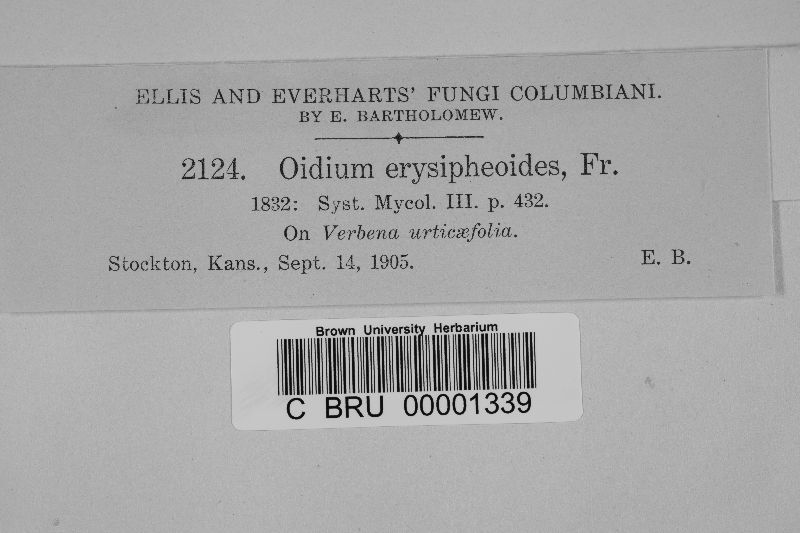 ELLIS AND EVERHARTS' FUNGI COLUMBIANI.
BY E. BARTHOLOMEW.
2124. Oidium erysipheoides, Fr.
1832: Syst. Mycol. III. p. 432.
On Verbena urticæfolia.
Stockton, Kans., Sept. 14, 1905. E. B.
Brown University Herbarium
C BRU 00001339